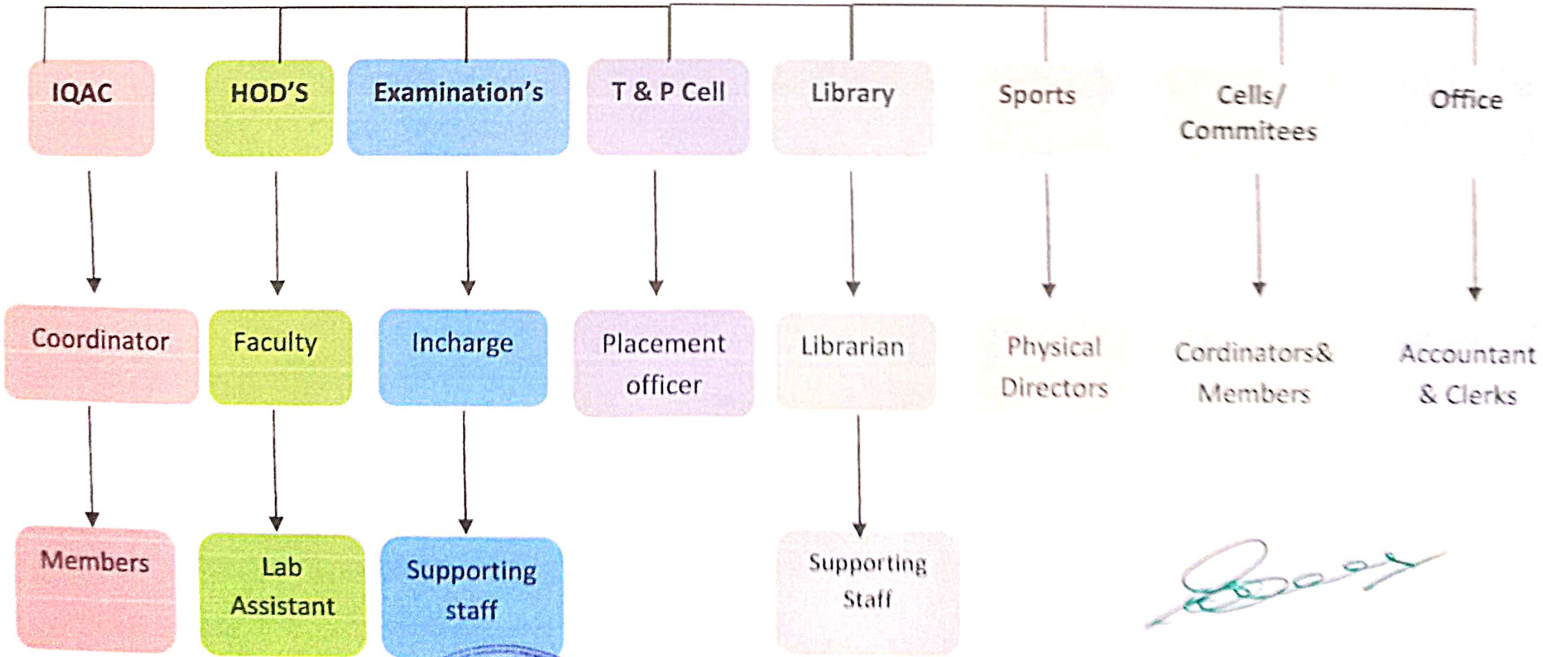 IQAC
HOD'S
Examination's
T & P Cell
Library
Sports
Cells/
Commitees
Office
Coordinator
Faculty
Incharge
Placement
officer
Librarian
Physical
Directors
Cordinators&
Members
Accountant
& Clerks
Members
Lab
Assistant
Supporting
staff
Supporting
Staff